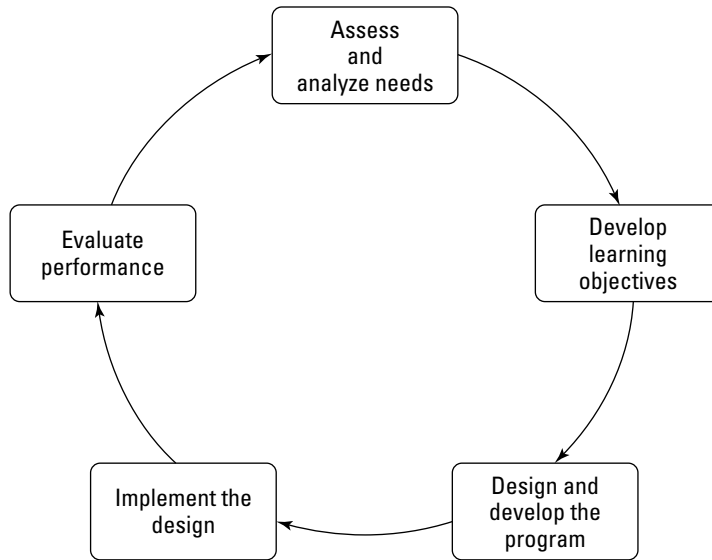 Assess
and
analyze needs
Develop
learning
objectives
Design and
develop the
program
Implement the
design
Evaluate
performance